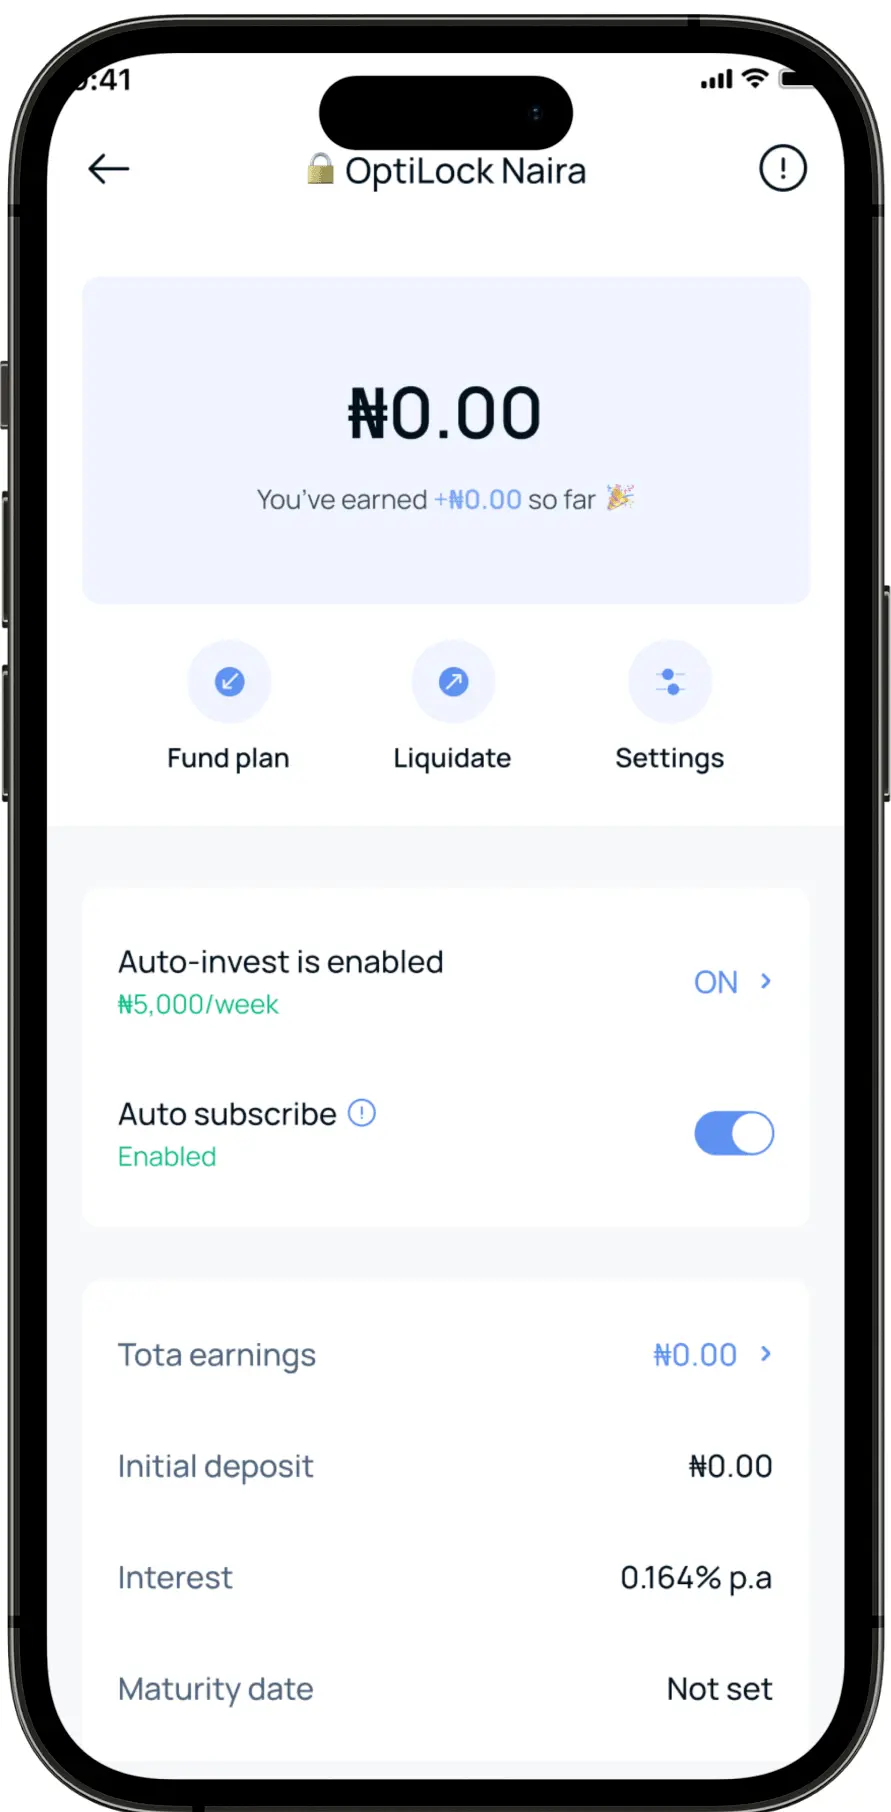 :41
OptiLock Naira
₦0.00
You've earned +₦0.00 so far
Fund plan
Liquidate
Settings
Auto-invest is enabled
₦5,000/week
ON
Auto subscribe
Enabled
Tota earnings
₦0.00
Initial deposit
₦0.00
Interest
0.164% p.a
Maturity date
Not set